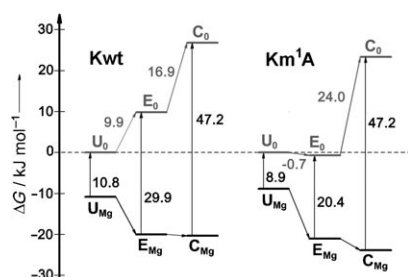 ΔG / kJ mol⁻¹
30
20
10
0
−10
−20
−30
Kwt
C₀
16.9
E₀
9.9
U₀
47.2
10.8
U_Mg
29.9
E_Mg
C_Mg
Km¹A
C₀
24.0
U₀
E₀
-0.7
47.2
8.9
U_Mg
20.4
E_Mg
C_Mg